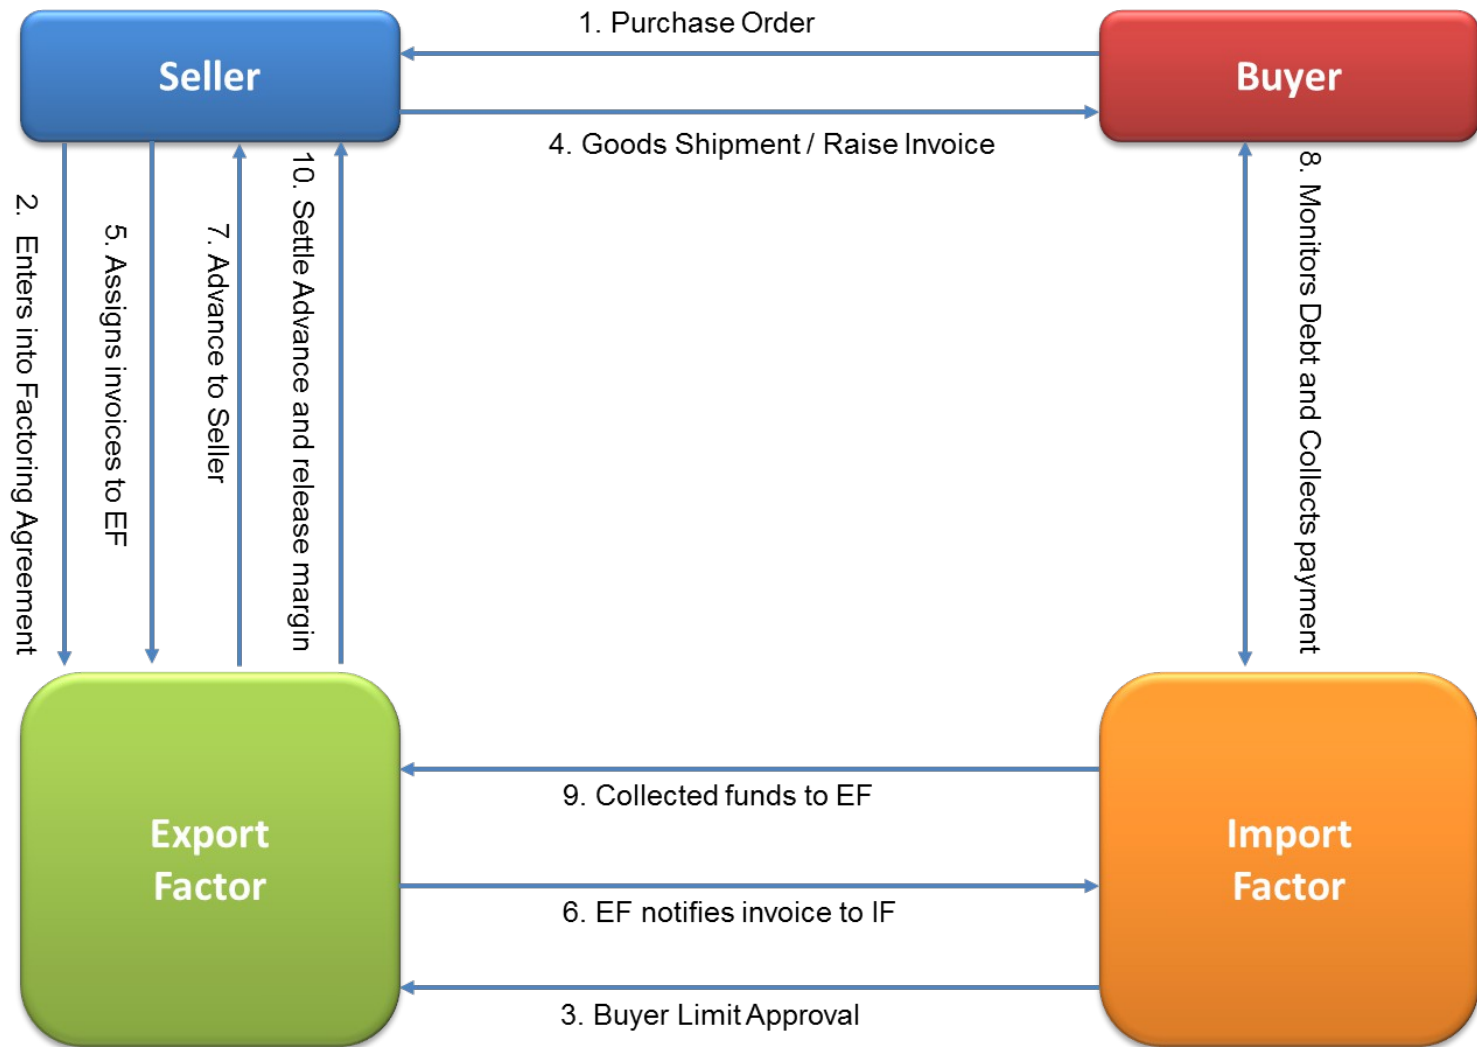 Seller
1. Purchase Order
Buyer
4. Goods Shipment / Raise Invoice
2. Enters into Factoring Agreement
5. Assigns invoices to EF
7. Advance to Seller
10. Settle Advance and release margin
8. Monitors Debt and Collects payment
Export
Factor
9. Collected funds to EF
6. EF notifies invoice to IF
3. Buyer Limit Approval
Import
Factor